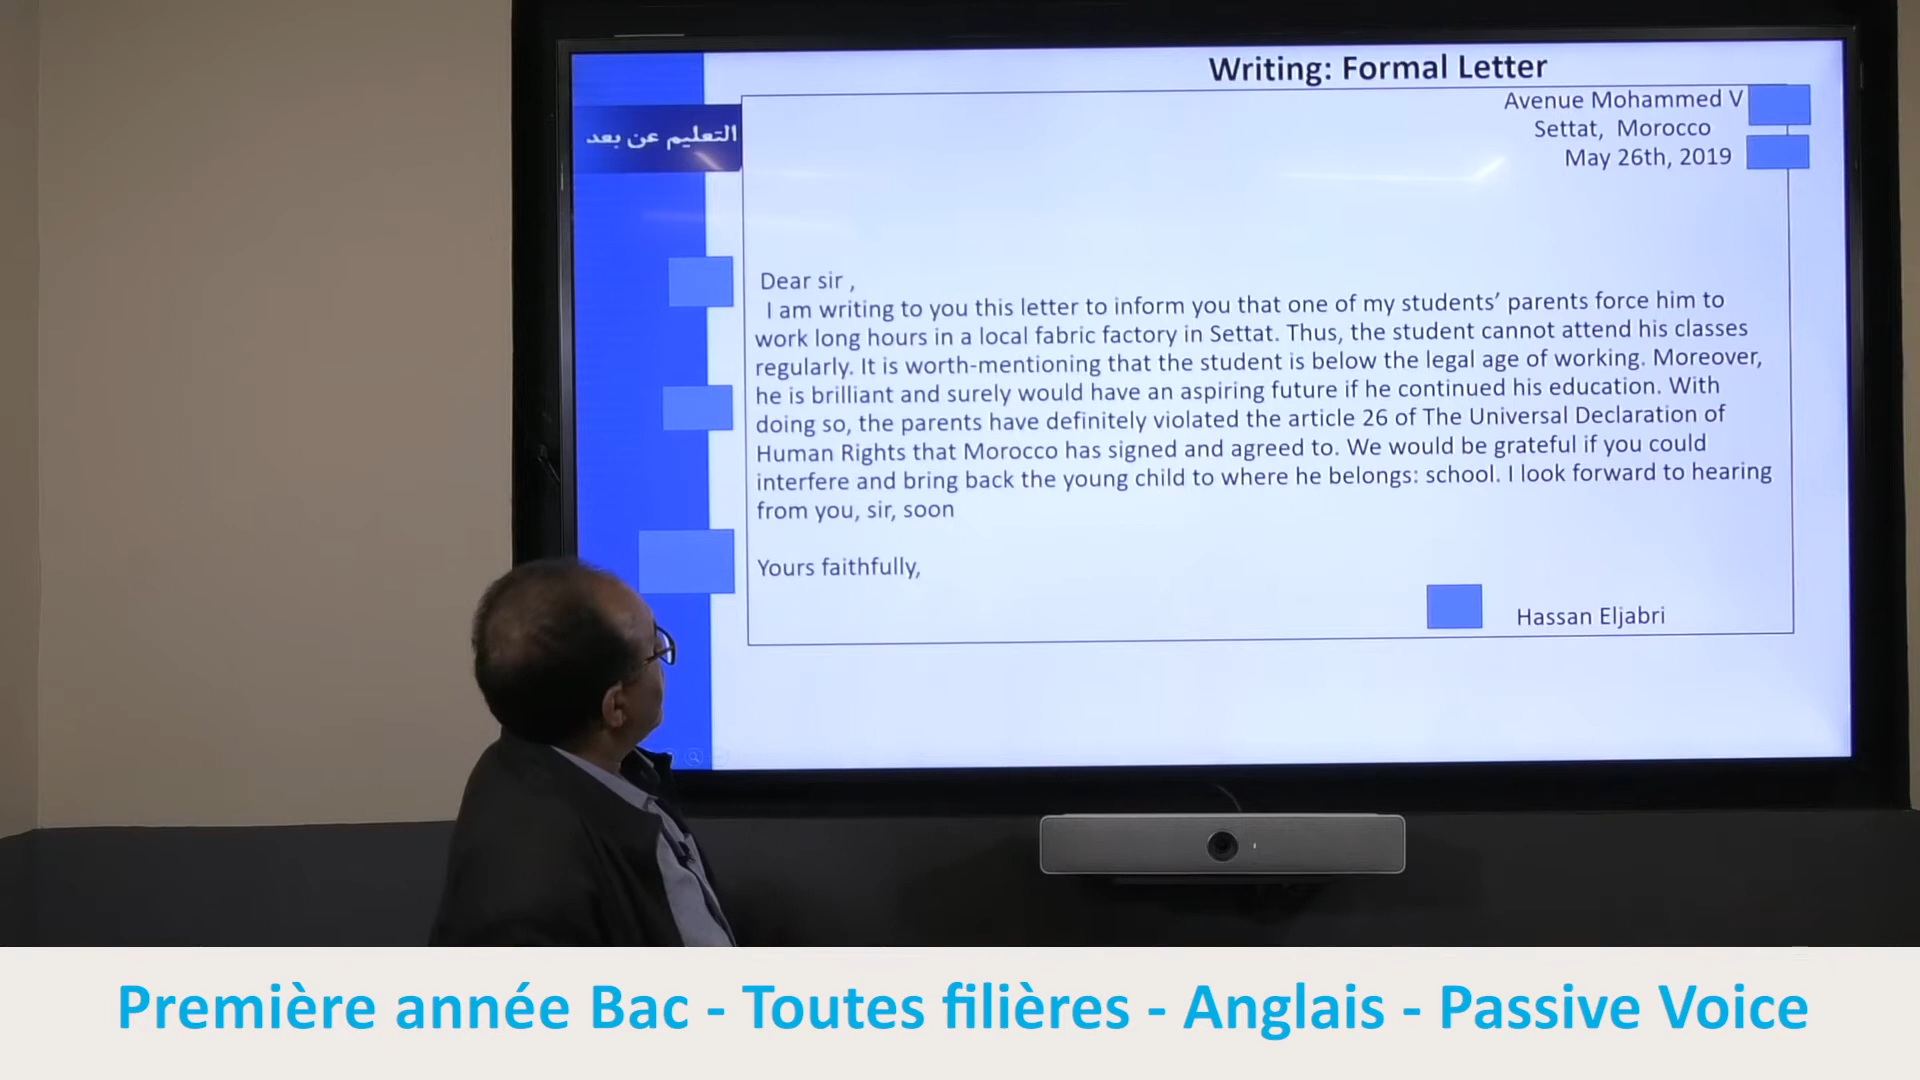 Writing: Formal Letter
التعليم عن بعد
Avenue Mohammed V
Settat, Morocco
May 26th, 2019
Dear sir ,
I am writing to you this letter to inform you that one of my students’ parents force him to
work long hours in a local fabric factory in Settat. Thus, the student cannot attend his classes
regularly. It is worth-mentioning that the student is below the legal age of working. Moreover,
he is brilliant and surely would have an aspiring future if he continued his education. With
doing so, the parents have definitely violated the article 26 of The Universal Declaration of
Human Rights that Morocco has signed and agreed to. We would be grateful if you could
interfere and bring back the young child to where he belongs: school. I look forward to hearing
from you, sir, soon
Yours faithfully,
Hassan Eljabri
Première année Bac - Toutes filières - Anglais - Passive Voice